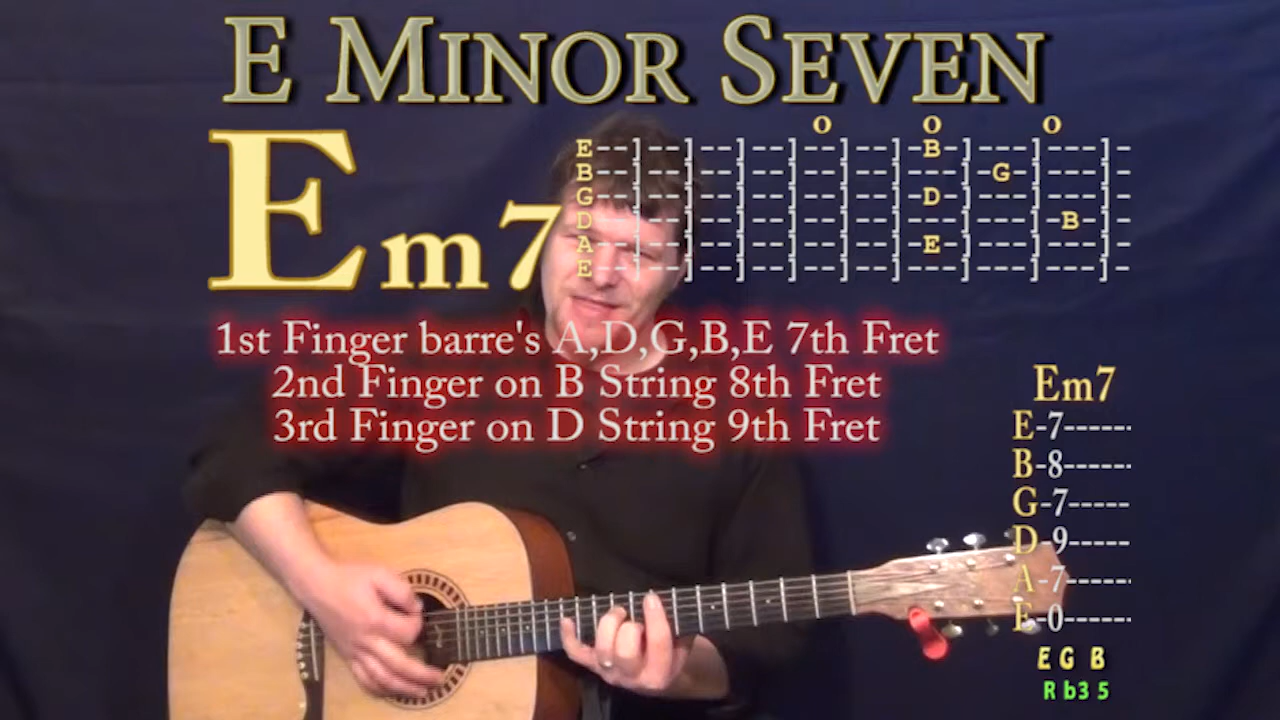 E MINOR SEVEN
Em7
O O O
E--]--]--]--]--]--B-]---]---]-
B--]--]--]--]--]----]-G-]---]-
G--]--]--]--]--]--D-]---]---]-
D--]--]--]--]--]----]---]-B-]-
A--]--]--]--]--]--E-]---]---]-
E--]--]--]--]--]----]---]---]-
1st Finger barre's A,D,G,B,E 7th Fret
2nd Finger on B String 8th Fret
3rd Finger on D String 9th Fret
Em7
E-7------
B-8------
G-7-----
D-9-----
A-7------
E-0------
E G B
R b3 5